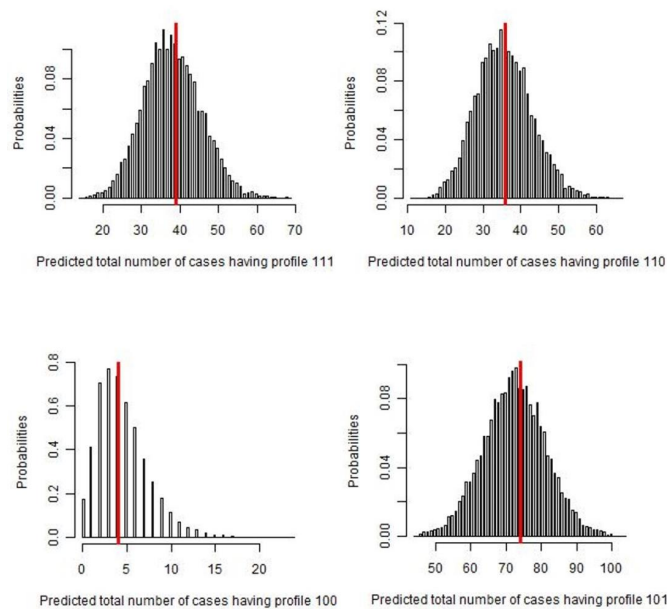 Probabilities
0.00 0.04 0.08
20 30 40 50 60 70
Predicted total number of cases having profile 111
Probabilities
0.00 0.04 0.08 0.12
10 20 30 40 50 60
Predicted total number of cases having profile 110
Probabilities
0.0 0.2 0.4 0.6 0.8
0 5 10 15 20
Predicted total number of cases having profile 100
Probabilities
0.00 0.04 0.08
50 60 70 80 90 100
Predicted total number of cases having profile 101